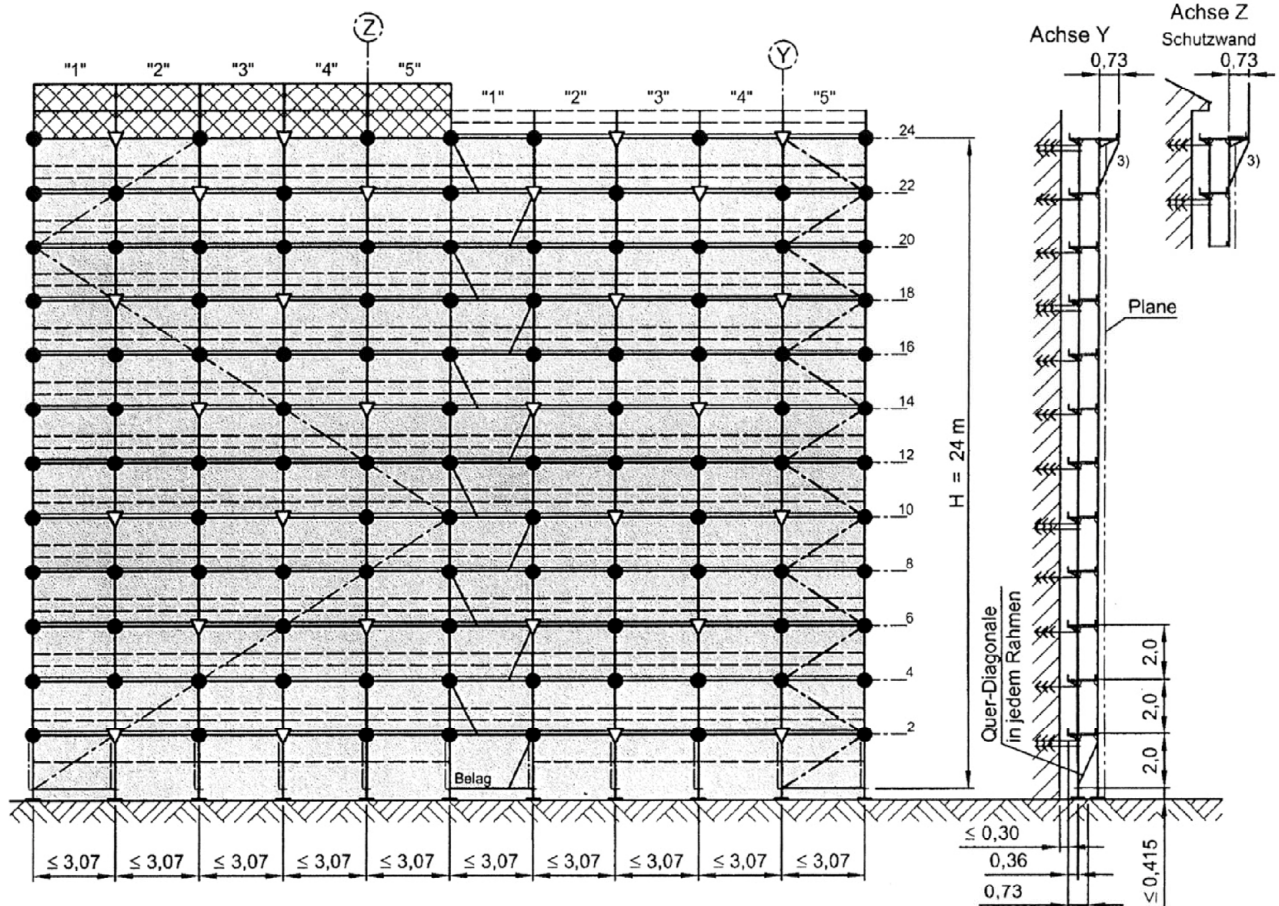 Z
"1" "2" "3" "4" "5"
Y
"1" "2" "3" "4" "5"
24
22
20
18
16
14
12
10
8
6
4
2
H = 24 m
Belag
≤ 3,07 ≤ 3,07 ≤ 3,07 ≤ 3,07 ≤ 3,07 ≤ 3,07 ≤ 3,07 ≤ 3,07 ≤ 3,07 ≤ 3,07
Achse Y
0,73
3)
Plane
Quer-Diagonale
in jedem Rahmen
2,0
2,0
2,0
≤ 0,30
0,36
0,73
≤ 0,415
Achse Z
Schutzwand
0,73
3)